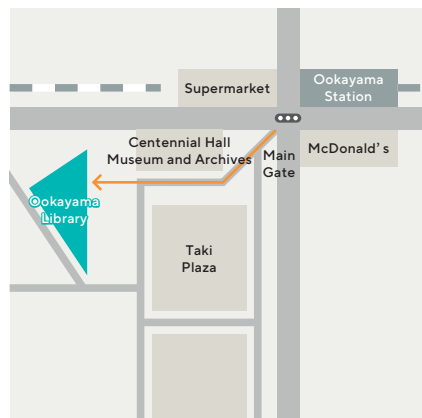 Supermarket
Ookayama
Station
Centennial Hall
Museum and Archives
Main
Gate
McDonald’s
Ookayama
Library
Taki
Plaza